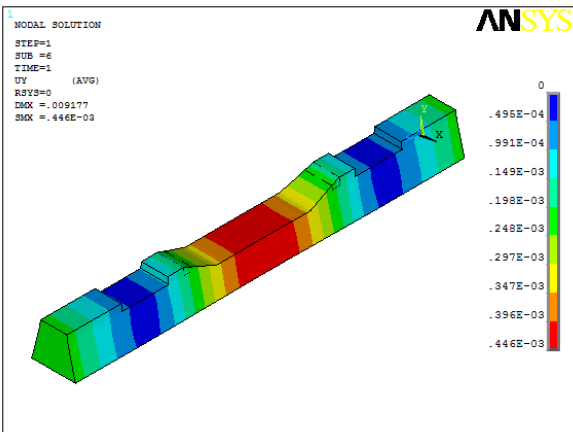 1
NODAL SOLUTION
ANSYS
STEP=1
SUB =6
TIME=1
UY (AVG)
RSYS=0
DMX =.009177
SMX =.446E-03
0
.495E-04
.991E-04
.149E-03
.198E-03
.248E-03
.297E-03
.347E-03
.396E-03
.446E-03
Y
X